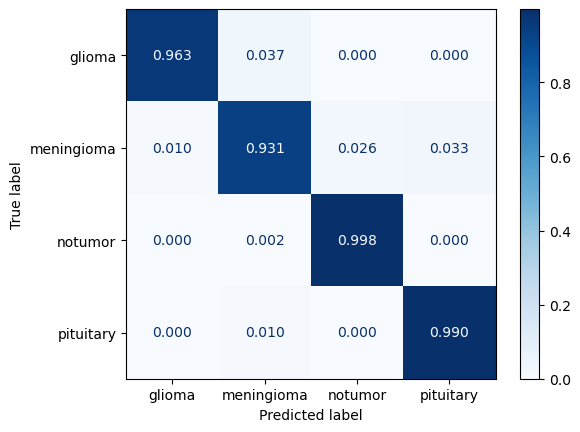 glioma 0.963 0.037 0.000 0.000
meningioma 0.010 0.931 0.026 0.033
notumor 0.000 0.002 0.998 0.000
pituitary 0.000 0.010 0.000 0.990
glioma meningioma notumor pituitary
Predicted label
True label
0.8
0.6
0.4
0.2
0.0